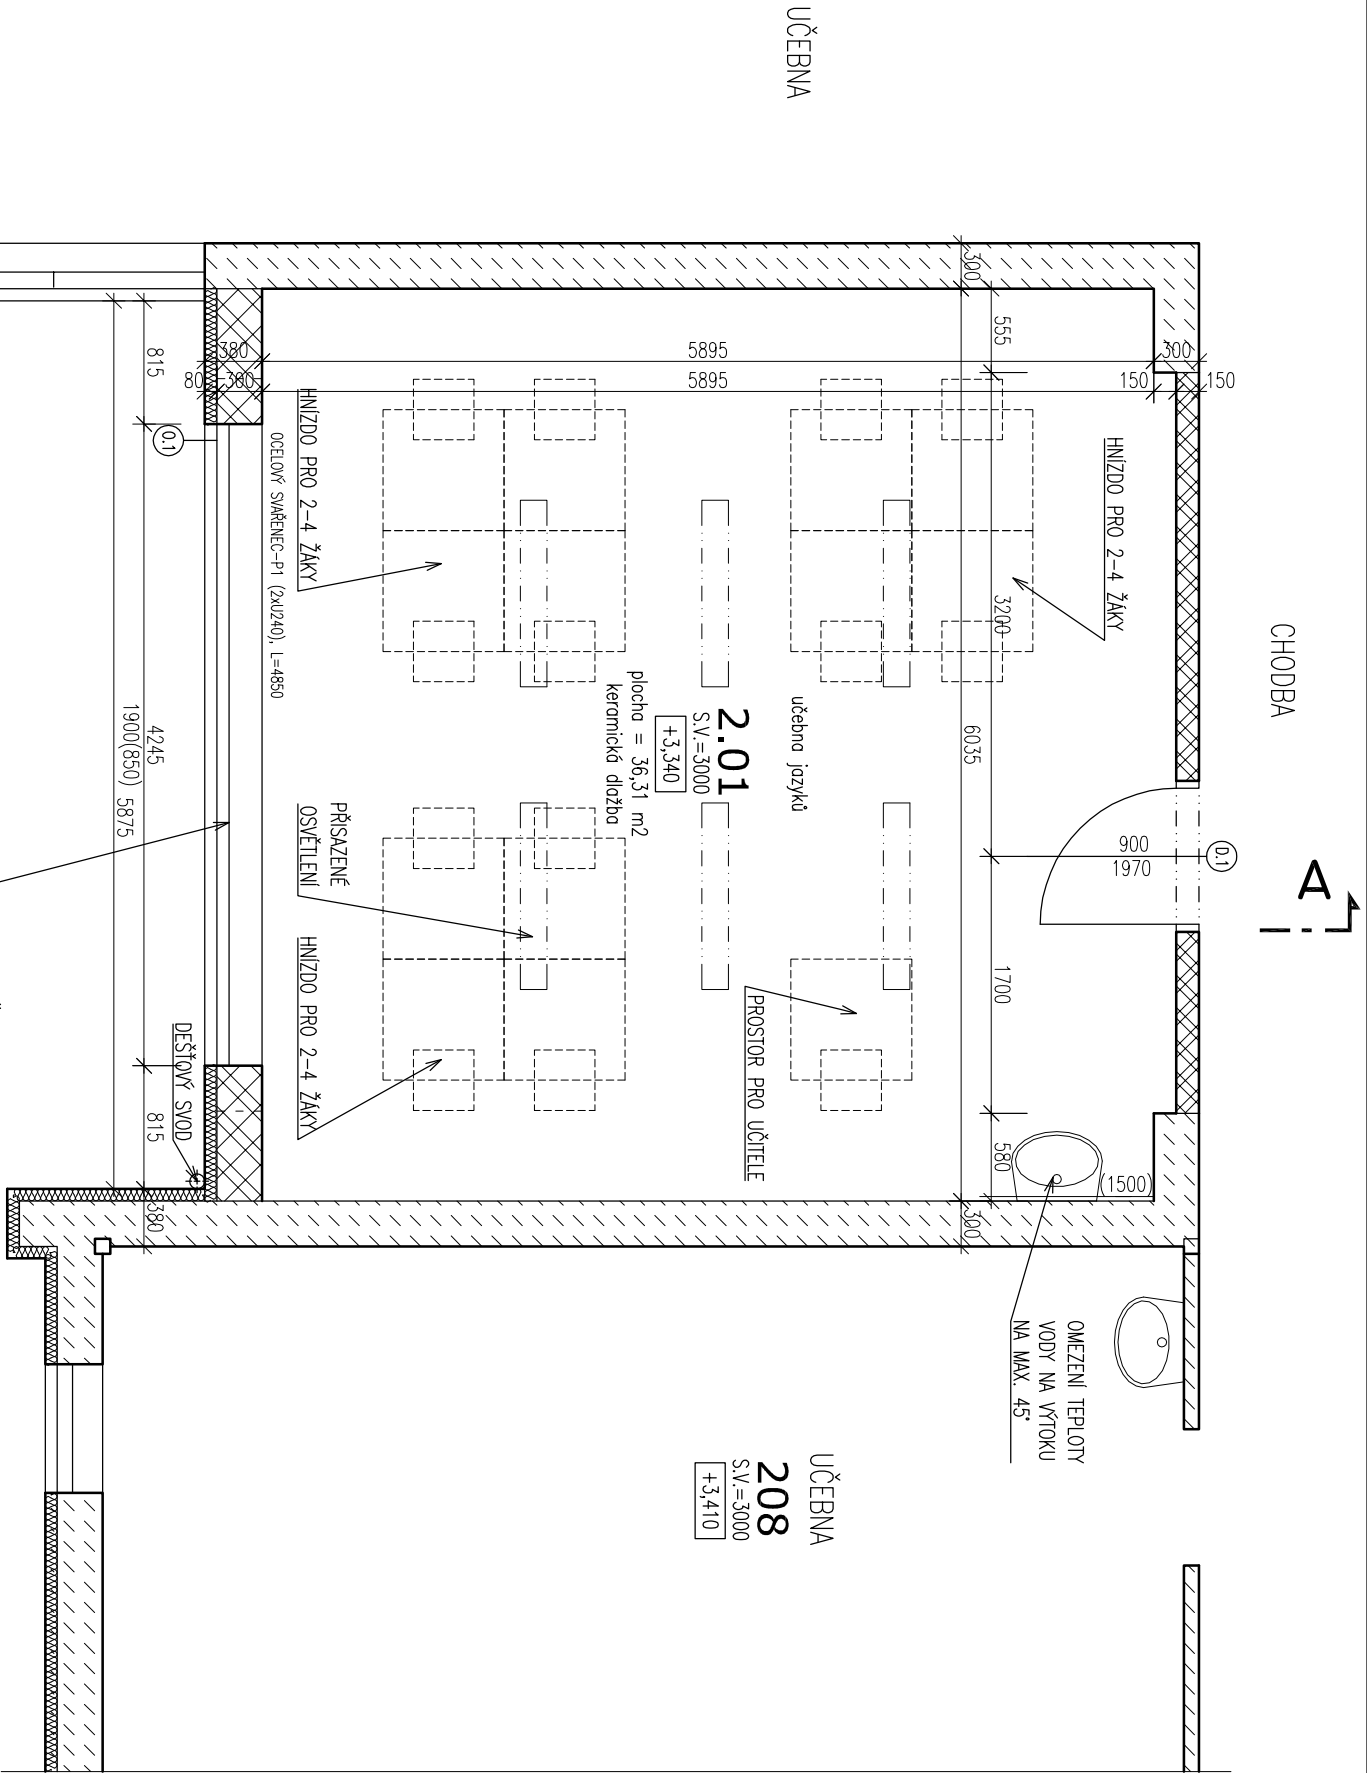 UČEBNA
CHODBA
A
D.1
900
1970
300
555
3200
6035
1700
580
(1500)
300
5895
5895
380
300
80
300
150
150
HNÍZDO PRO 2-4 ŽÁKY
HNÍZDO PRO 2-4 ŽÁKY
HNÍZDO PRO 2-4 ŽÁKY
učebna jazyků
2.01
S.V.=3000
+3,340
plocha = 36,31 m2
keramická dlažba
PŘISAZENÉ
OSVĚTLENÍ
PROSTOR PRO UČITELE
OCELOVÝ SVAŘENEC-P1 (2xU240), L=4850
O.1
815
4245
1900(850)
5875
815
380
DEŠŤOVÝ SVOD
OMEZENÍ TEPLOTY
VODY NA VÝTOKU
NA MAX. 45°
UČEBNA
208
S.V.=3000
+3,410